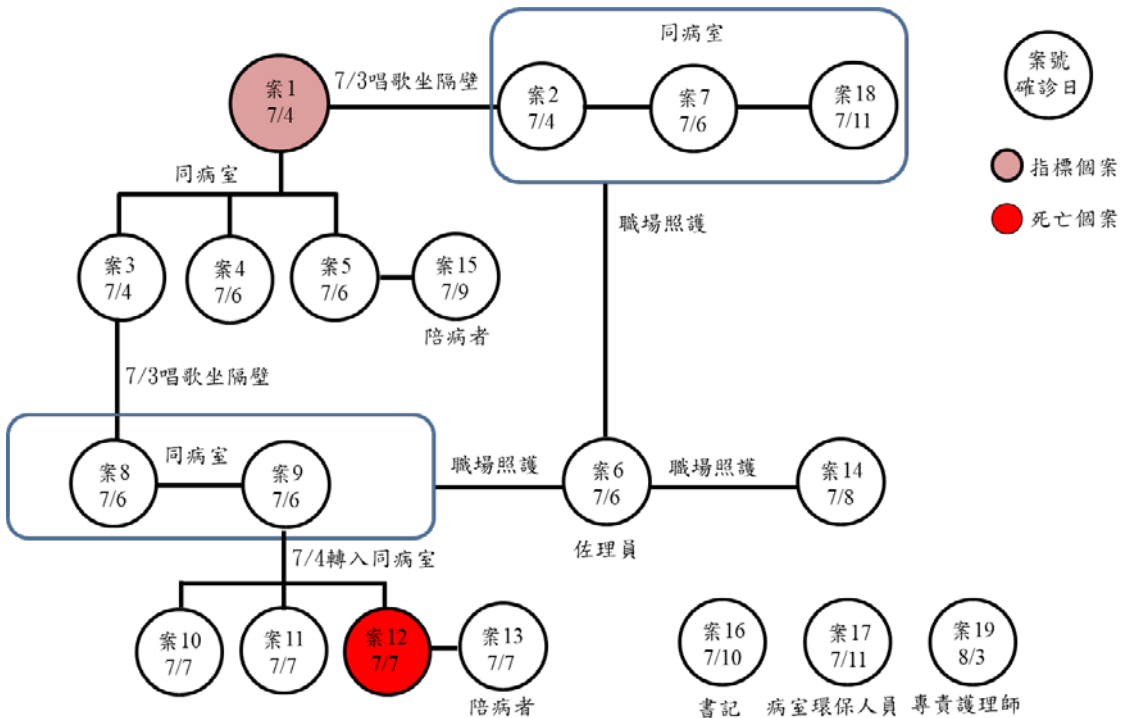 同病室
案號
確診日
案1
7/4
7/3唱歌坐隔壁
案2
7/4
案7
7/6
案18
7/11
指標個案
死亡個案
同病室
職場照護
案3
7/4
案4
7/6
案5
7/6
案15
7/9
陪病者
7/3唱歌坐隔壁
案8
7/6
同病室
案9
7/6
職場照護
案6
7/6
佐理員
職場照護
案14
7/8
7/4轉入同病室
案10
7/7
案11
7/7
案12
7/7
案13
7/7
陪病者
案16
7/10
書記
案17
7/11
病室環保人員
案19
8/3
專責護理師